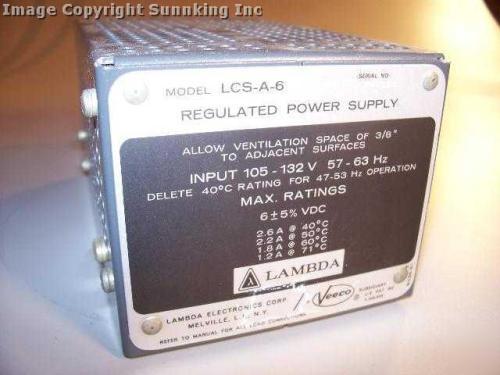 Image Copyright Sunnking Inc
MODEL LCS-A-6
SERIAL NO
REGULATED POWER SUPPLY
ALLOW VENTILATION SPACE OF 3/8"
TO ADJACENT SURFACES
INPUT 105-132 V 57-63 Hz
DELETE 40°C RATING FOR 47-53 Hz OPERATION
MAX. RATINGS
6±5% VDC
2.6 A @ 40°C
2.2 A @ 50°C
1.8 A @ 60°C
1.2 A @ 71°C
LAMBDA
LAMBDA ELECTRONICS CORP.
MELVILLE, L.I., N.Y.
REFER TO MANUAL FOR ALL LEAD CONNECTIONS
Veeco
SUBSIDIARY